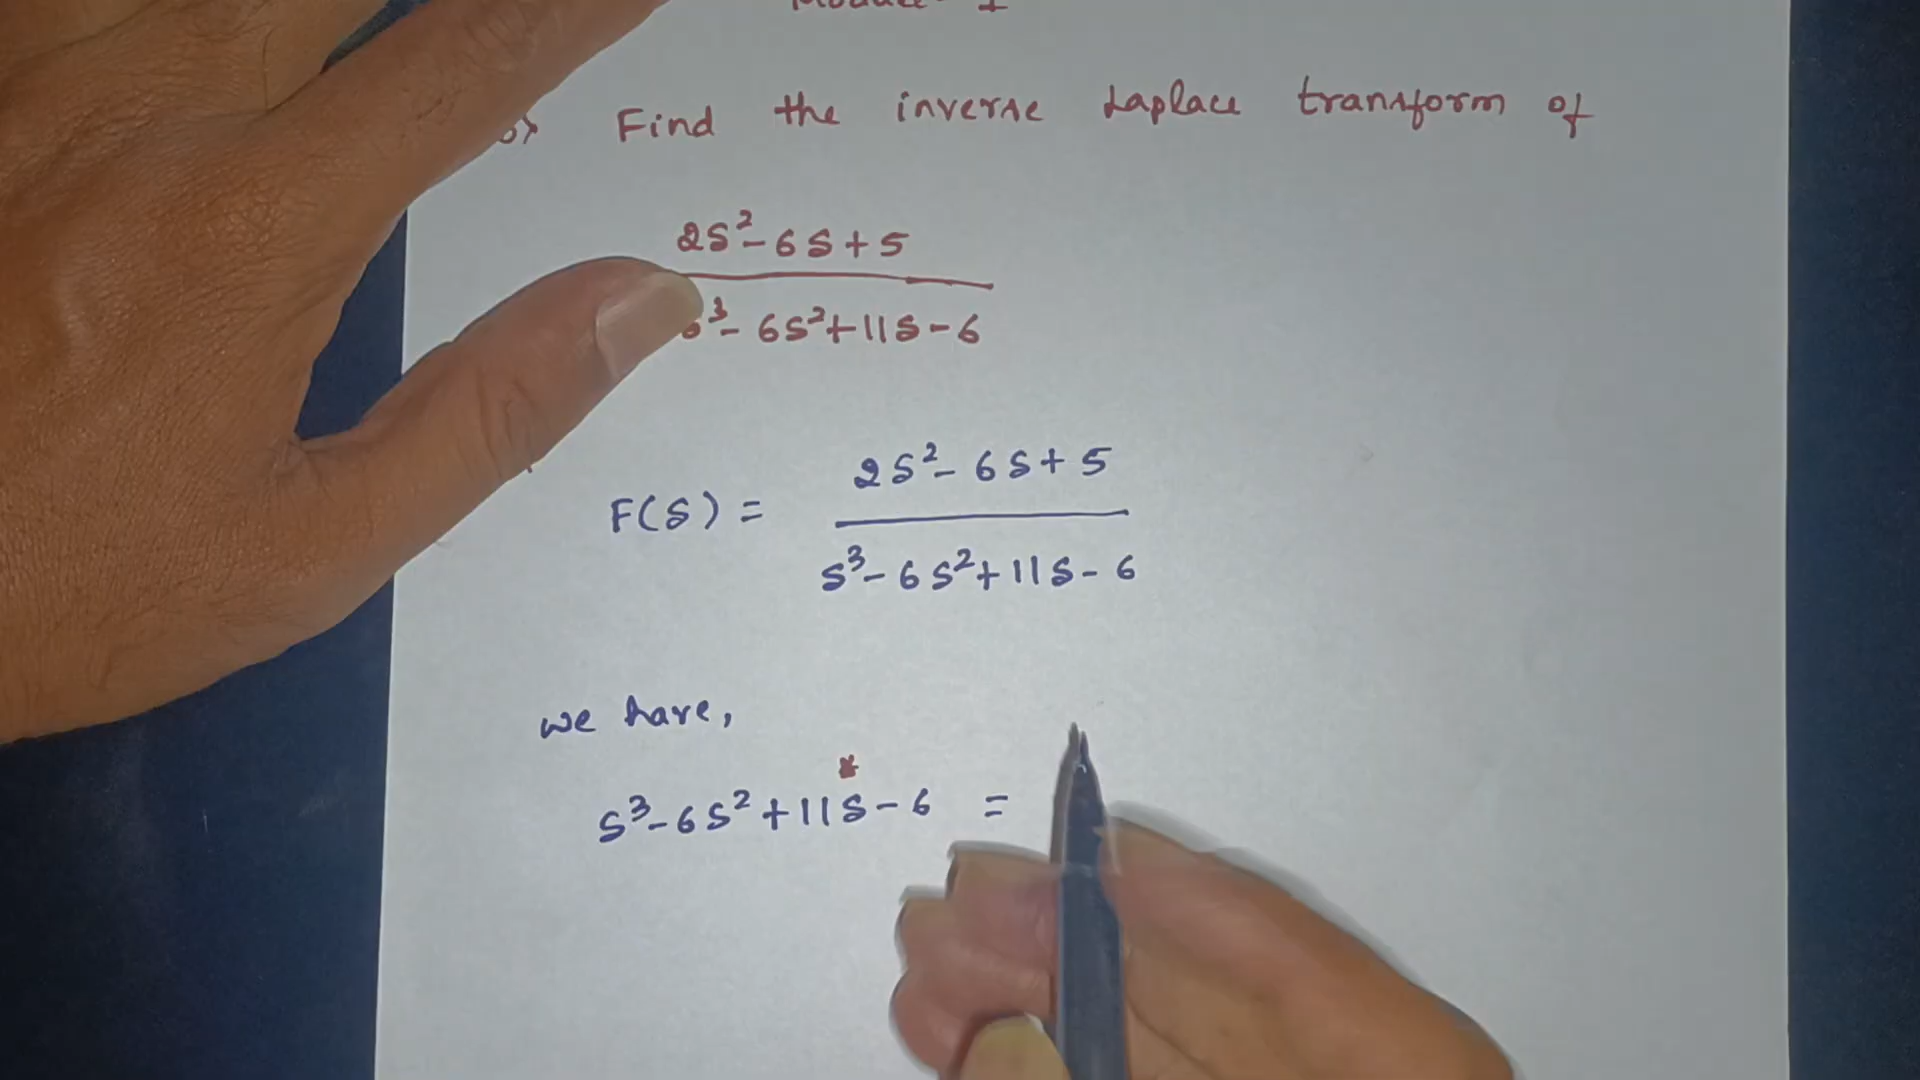 Find the inverse Laplace transform of
2s²-6s+5
s³-6s²+11s-6
F(s) = 2s²-6s+5
s³-6s²+11s-6
we have,
s³-6s²+11s-6 =